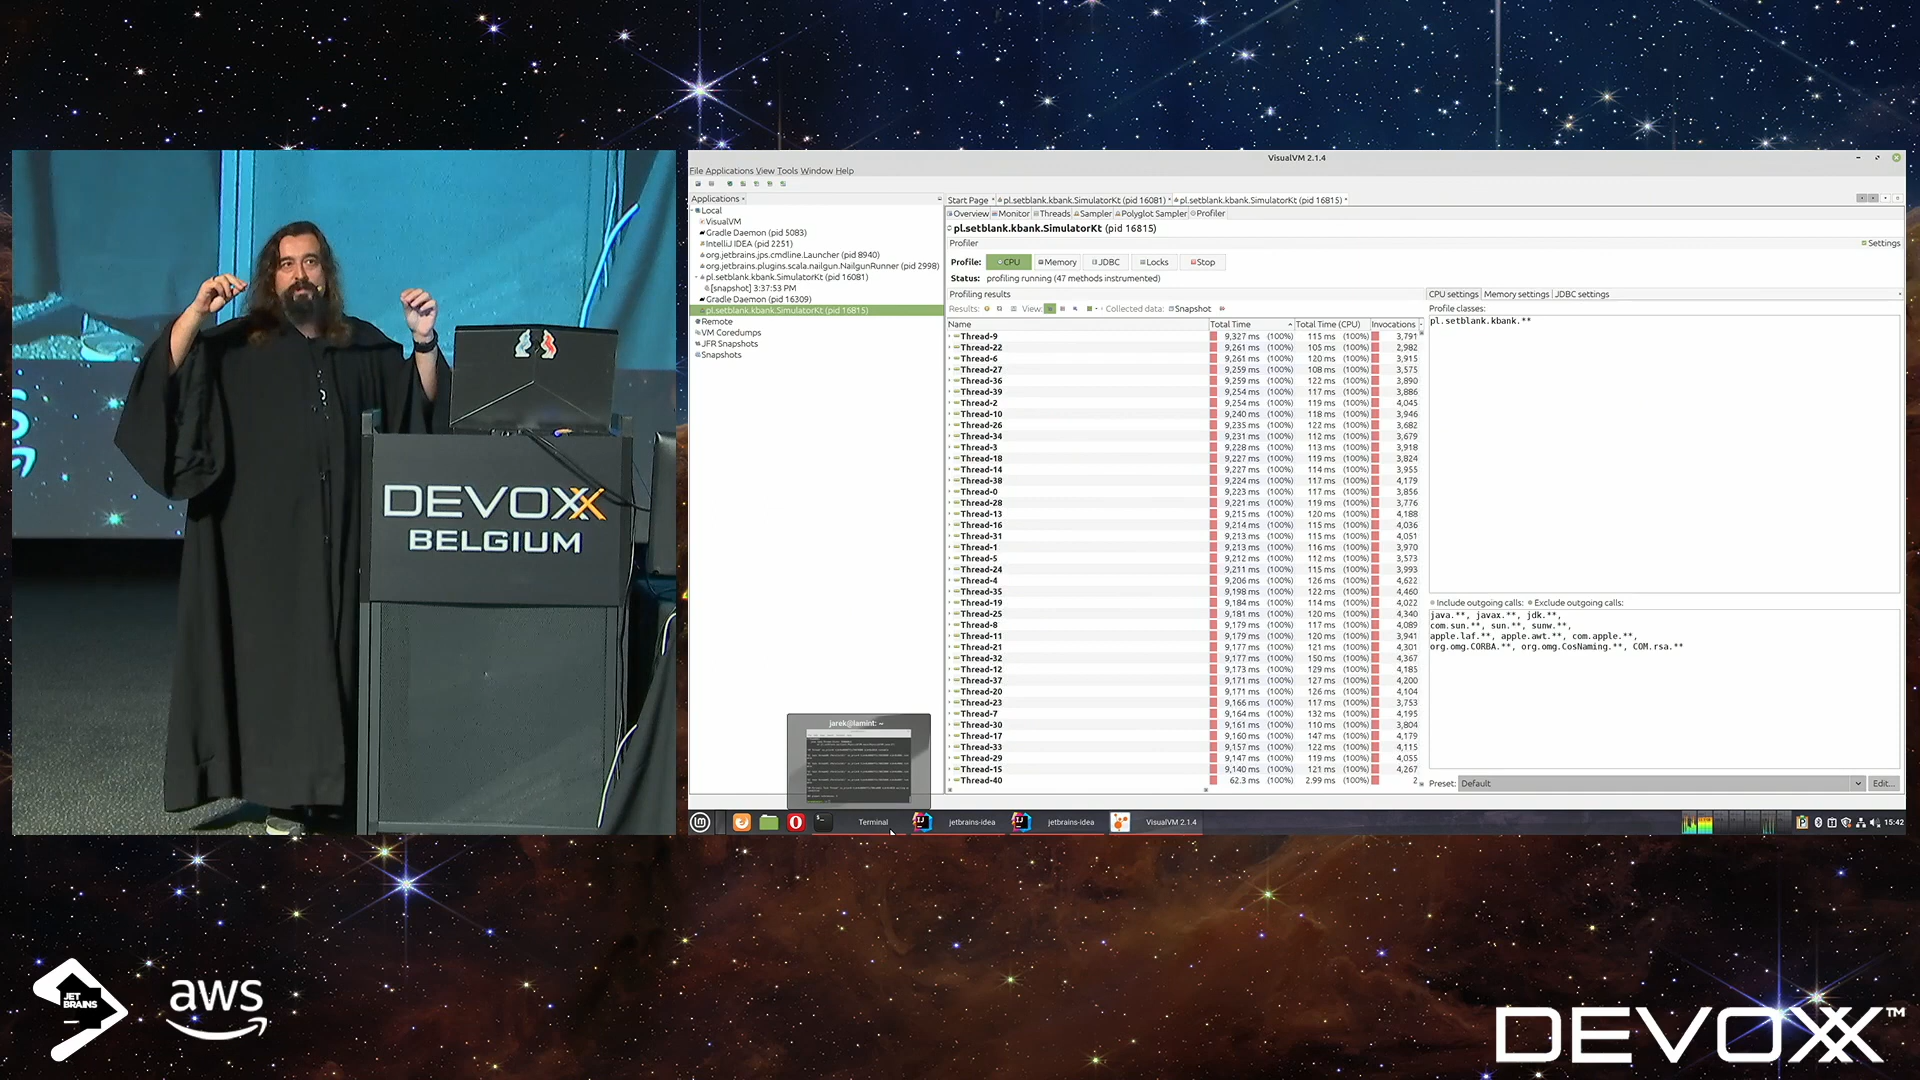 VisualVM 2.1.4
File Applications View Tools Window Help
Applications
Local
VisualVM
Gradle Daemon (pid 5083)
IntelliJ IDEA (pid 2251)
org.jetbrains.jps.cmdline.Launcher (pid 8940)
org.jetbrains.plugins.scala.nailgun.NailgunRunner (pid 2998)
pl.setblank.kbank.SimulatorKt (pid 16081)
[snapshot] 3:37:53 PM
Gradle Daemon (pid 16309)
pl.setblank.kbank.SimulatorKt (pid 16815)
Remote
VM Coredumps
JFR Snapshots
Snapshots
Start Page pl.setblank.kbank.SimulatorKt (pid 16081) pl.setblank.kbank.SimulatorKt (pid 16815)
Overview Monitor Threads Sampler Polyglot Sampler Profiler
pl.setblank.kbank.SimulatorKt (pid 16815)
Profiler Settings
Profile: CPU Memory JDBC Locks Stop
Status: profiling running (47 methods instrumented)
Profiling results
Results: View: Collected data: Snapshot
Name Total Time Total Time (CPU) Invocations
Thread-9 9,327 ms (100%) 115 ms (100%) 3,791
Thread-22 9,261 ms (100%) 105 ms (100%) 2,982
Thread-6 9,261 ms (100%) 120 ms (100%) 3,915
Thread-27 9,259 ms (100%) 108 ms (100%) 3,575
Thread-36 9,259 ms (100%) 122 ms (100%) 3,890
Thread-39 9,254 ms (100%) 117 ms (100%) 3,886
Thread-2 9,254 ms (100%) 119 ms (100%) 4,045
Thread-10 9,240 ms (100%) 118 ms (100%) 3,946
Thread-26 9,235 ms (100%) 122 ms (100%) 3,682
Thread-34 9,231 ms (100%) 112 ms (100%) 3,679
Thread-3 9,228 ms (100%) 113 ms (100%) 3,918
Thread-18 9,227 ms (100%) 119 ms (100%) 3,824
Thread-14 9,227 ms (100%) 114 ms (100%) 3,955
Thread-38 9,224 ms (100%) 117 ms (100%) 4,179
Thread-0 9,223 ms (100%) 117 ms (100%) 3,856
Thread-28 9,221 ms (100%) 119 ms (100%) 3,776
Thread-13 9,215 ms (100%) 120 ms (100%) 4,188
Thread-16 9,214 ms (100%) 115 ms (100%) 4,036
Thread-31 9,213 ms (100%) 115 ms (100%) 4,051
Thread-1 9,213 ms (100%) 116 ms (100%) 3,970
Thread-5 9,212 ms (100%) 112 ms (100%) 3,573
Thread-24 9,211 ms (100%) 115 ms (100%) 3,993
Thread-4 9,206 ms (100%) 126 ms (100%) 4,622
Thread-35 9,198 ms (100%) 122 ms (100%) 4,460
Thread-19 9,184 ms (100%) 114 ms (100%) 4,022
Thread-25 9,181 ms (100%) 120 ms (100%) 4,340
Thread-8 9,179 ms (100%) 117 ms (100%) 4,089
Thread-11 9,179 ms (100%) 120 ms (100%) 3,941
Thread-21 9,177 ms (100%) 121 ms (100%) 4,301
Thread-32 9,177 ms (100%) 150 ms (100%) 4,367
Thread-12 9,173 ms (100%) 129 ms (100%) 4,185
Thread-37 9,171 ms (100%) 127 ms (100%) 4,200
Thread-20 9,171 ms (100%) 126 ms (100%) 4,104
Thread-23 9,166 ms (100%) 117 ms (100%) 3,753
Thread-7 9,164 ms (100%) 132 ms (100%) 4,195
Thread-30 9,161 ms (100%) 110 ms (100%) 3,804
Thread-17 9,160 ms (100%) 147 ms (100%) 4,179
Thread-33 9,157 ms (100%) 122 ms (100%) 4,115
Thread-29 9,147 ms (100%) 119 ms (100%) 4,055
Thread-15 9,140 ms (100%) 121 ms (100%) 4,267
Thread-40 62.3 ms (100%) 2.99 ms (100%) 2
CPU settings Memory settings JDBC settings
Profile classes:
pl.setblank.kbank.**
Include outgoing calls: Exclude outgoing calls:
java.**, javax.**, jdk.**,
com.sun.**, sun.**, sunw.**,
apple.laf.**, apple.awt.**, com.apple.**,
org.omg.CORBA.**, org.omg.CosNaming.**, COM.rsa.**
Preset: Default Edit...
jarek@lamint: ~
Terminal jetbrains-idea jetbrains-idea VisualVM 2.1.4 15:42
DEVOXX
BELGIUM
JET
BRAINS
aws
DEVOXX™